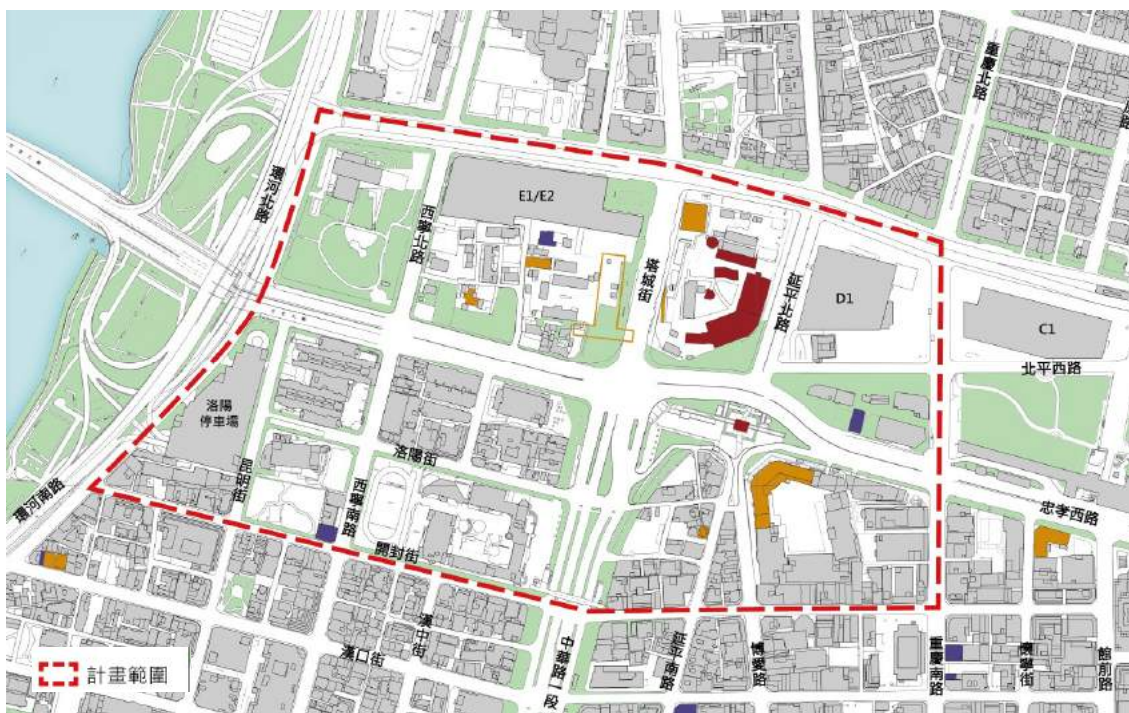 重慶北路
環河北路
E1/E2
西寧北路
塔城街
延平北路
D1
C1
北平西路
洛陽
停車場
洛陽街
昆明街
西寧南路
環河南路
開封街
忠孝西路
漢中街
漢口街
中華路一段
延平南路
博愛路
重慶南路
懷寧街
館前路
計畫範圍